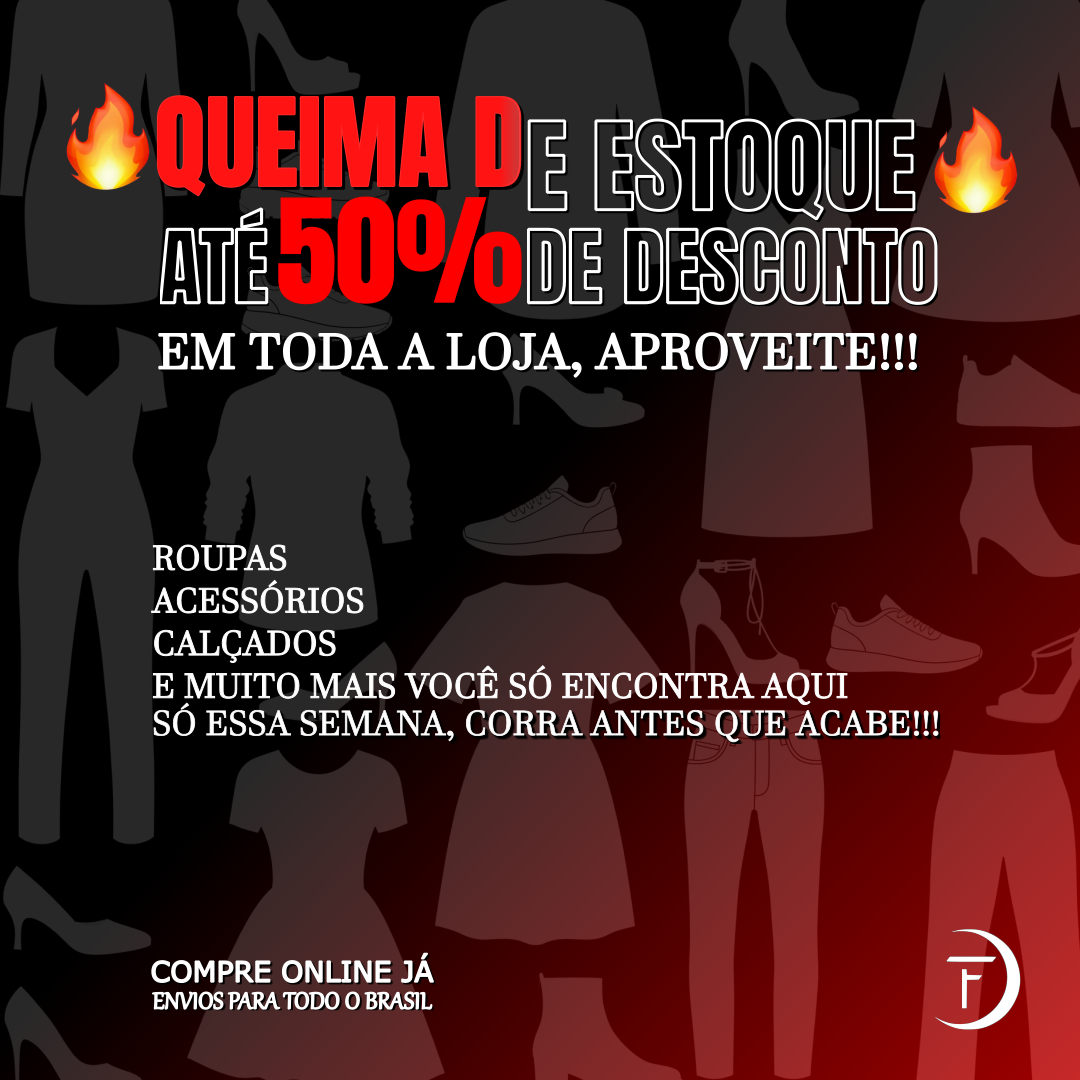 QUEIMA DE ESTOQUE
ATÉ 50% DE DESCONTO
EM TODA A LOJA, APROVEITE!!!
ROUPAS
ACESSÓRIOS
CALÇADOS
E MUITO MAIS VOCÊ SÓ ENCONTRA AQUI
SÓ ESSA SEMANA, CORRA ANTES QUE ACABE!!!
COMPRE ONLINE JÁ
ENVIOS PARA TODO O BRASIL
F